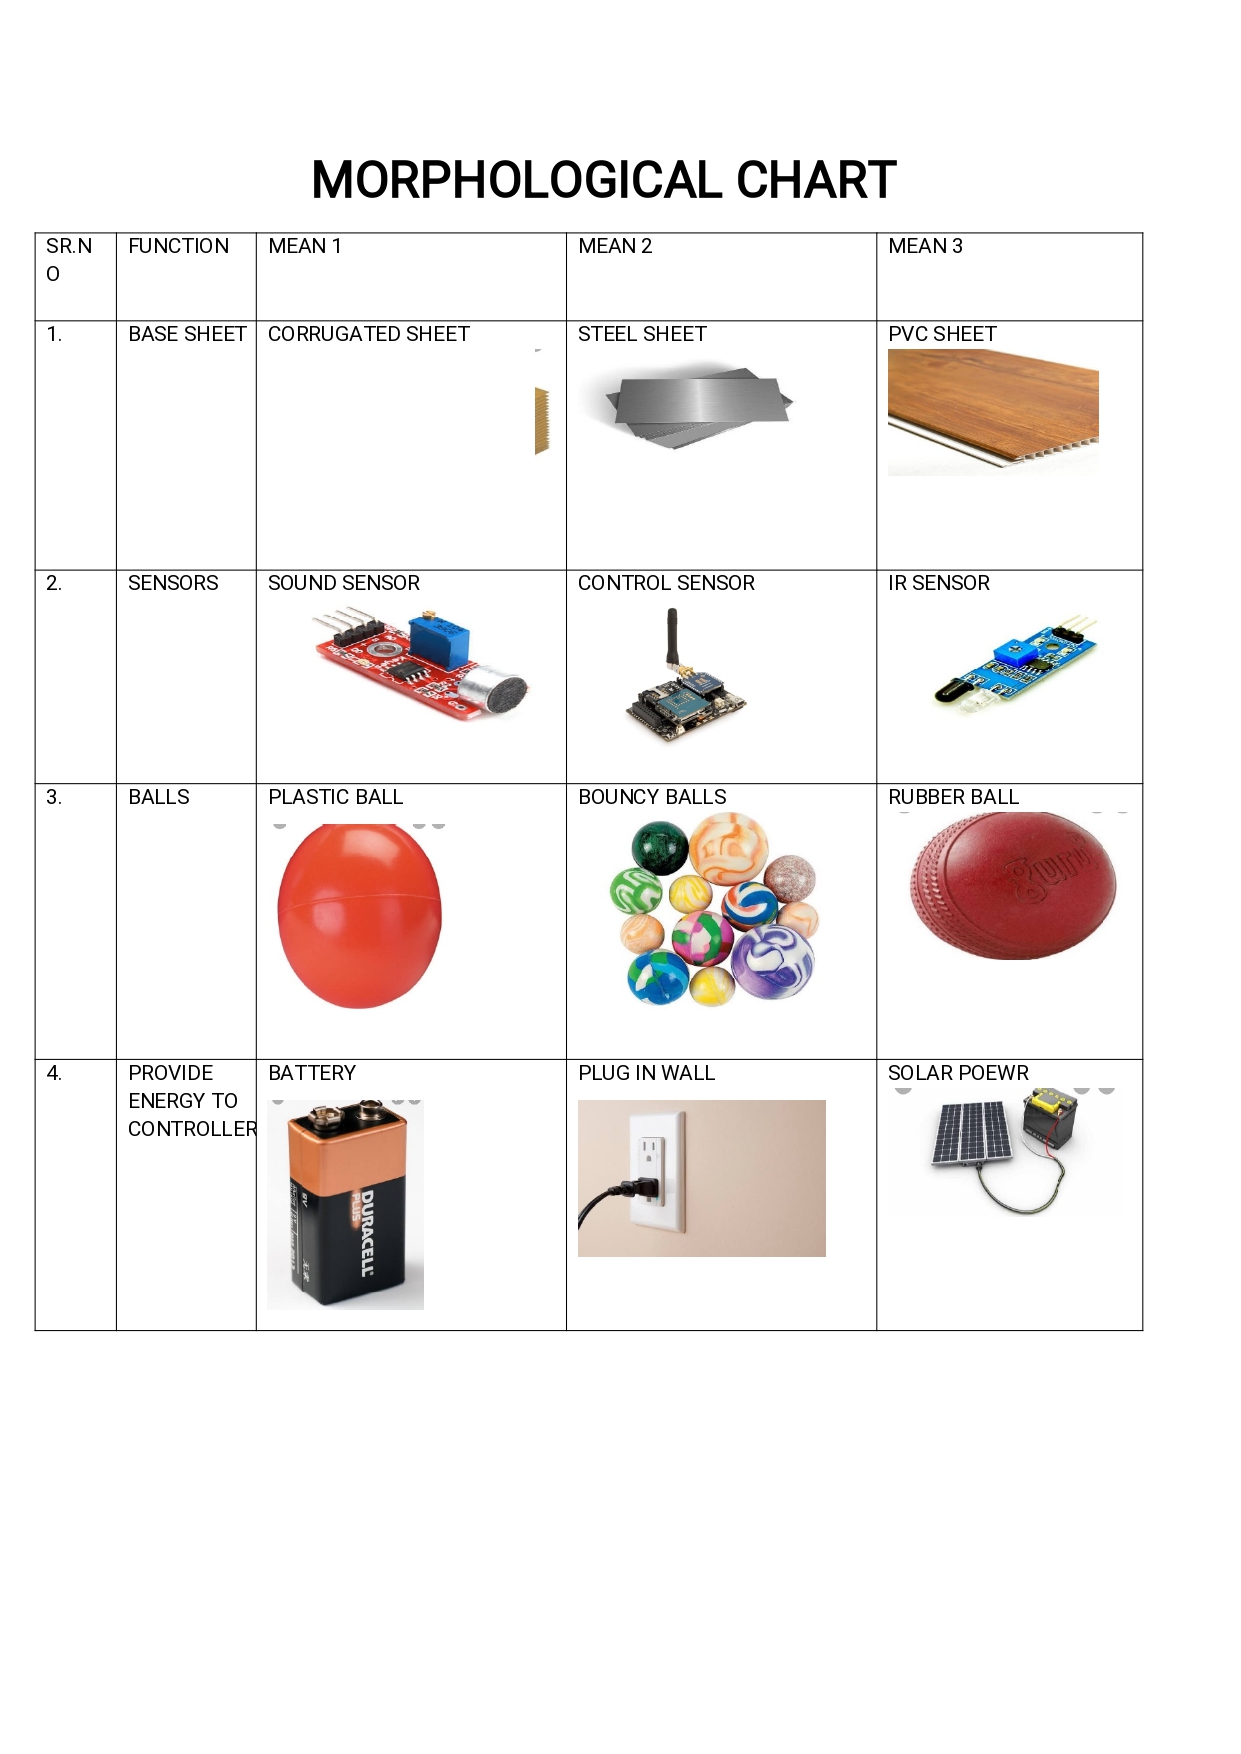 MORPHOLOGICAL CHART
SR.N
O
FUNCTION
MEAN 1
MEAN 2
MEAN 3
1.
BASE SHEET
CORRUGATED SHEET
STEEL SHEET
PVC SHEET
2.
SENSORS
SOUND SENSOR
CONTROL SENSOR
IR SENSOR
3.
BALLS
PLASTIC BALL
BOUNCY BALLS
RUBBER BALL
4.
PROVIDE
ENERGY TO
CONTROLLER
BATTERY
DURACELL
PLUS
9V
PLUG IN WALL
SOLAR POEWR